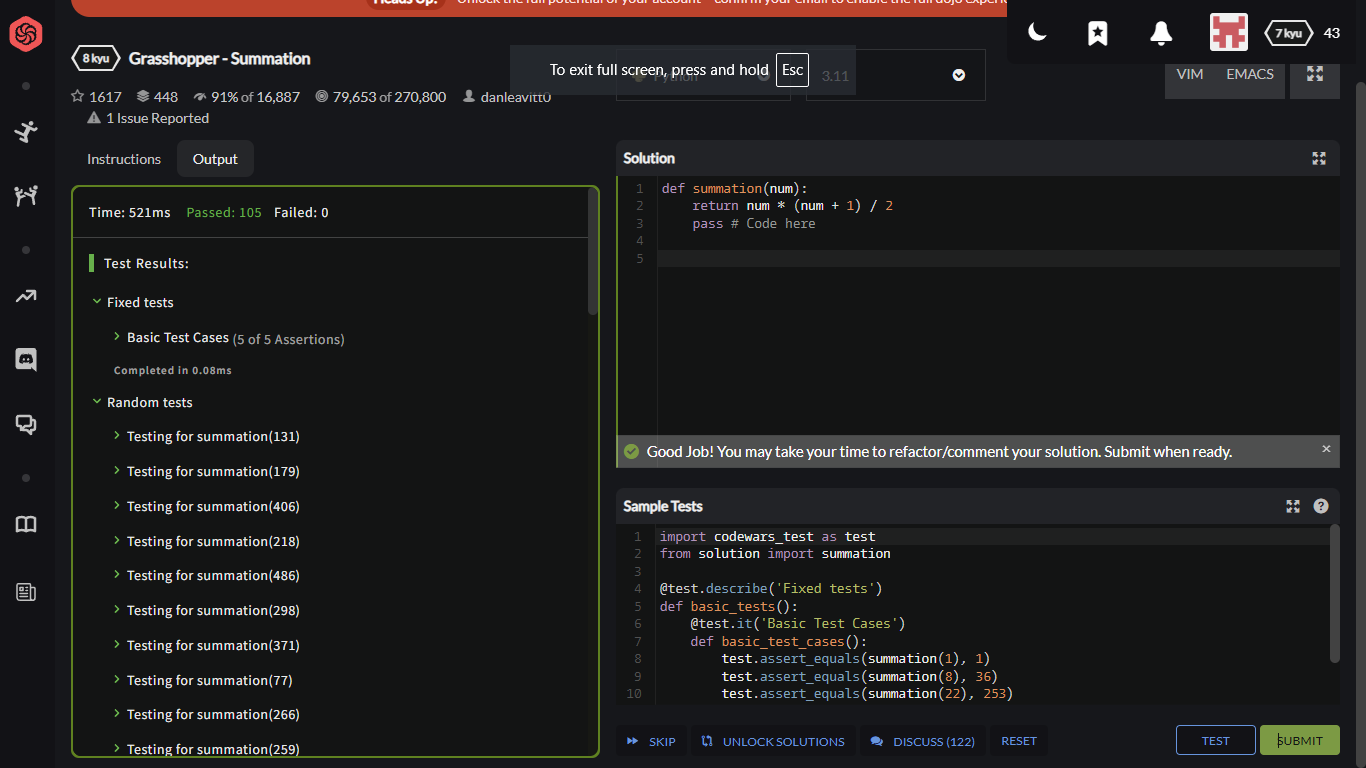 Heads Up! Unlock the full potential of your account - confirm your email to enable the full dojo experie
8 kyu Grasshopper - Summation
7 kyu 43
To exit full screen, press and hold Esc
3.11
VIM EMACS
1617 448 91% of 16,887 79,653 of 270,800 danleavitt0
1 Issue Reported
Instructions Output
Time: 521ms Passed: 105 Failed: 0
Test Results:
Fixed tests
Basic Test Cases (5 of 5 Assertions)
Completed in 0.08ms
Random tests
Testing for summation(131)
Testing for summation(179)
Testing for summation(406)
Testing for summation(218)
Testing for summation(486)
Testing for summation(298)
Testing for summation(371)
Testing for summation(77)
Testing for summation(266)
Testing for summation(259)
Solution
1 def summation(num):
2 return num * (num + 1) / 2
3 pass # Code here
4
5
Good Job! You may take your time to refactor/comment your solution. Submit when ready.
Sample Tests
1 import codewars_test as test
2 from solution import summation
3
4 @test.describe('Fixed tests')
5 def basic_tests():
6 @test.it('Basic Test Cases')
7 def basic_test_cases():
8 test.assert_equals(summation(1), 1)
9 test.assert_equals(summation(8), 36)
10 test.assert_equals(summation(22), 253)
SKIP UNLOCK SOLUTIONS DISCUSS (122) RESET TEST SUBMIT